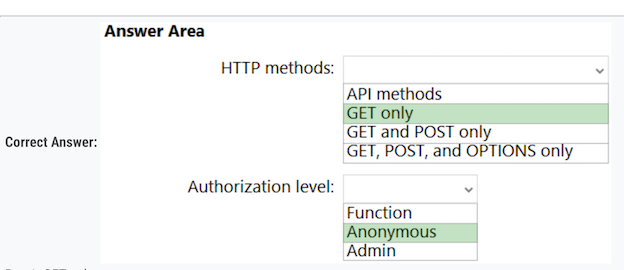 Answer Area
HTTP methods:
API methods
GET only
GET and POST only
GET, POST, and OPTIONS only
Correct Answer:
Authorization level:
Function
Anonymous
Admin